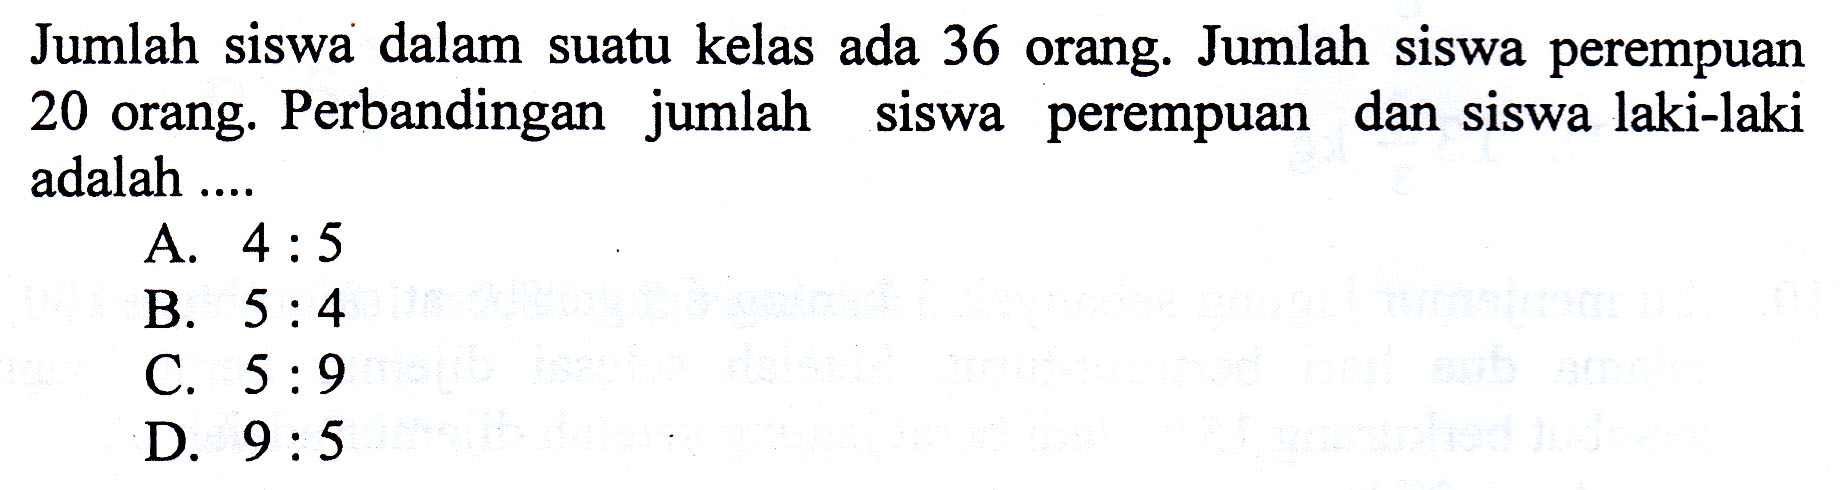 Jumlah siswa dalam suatu kelas ada 36 orang. Jumlah siswa perempuan
20 orang. Perbandingan jumlah siswa perempuan dan siswa laki-laki
adalah ....
A. 4 : 5
B. 5 : 4
C. 5 : 9
D. 9 : 5